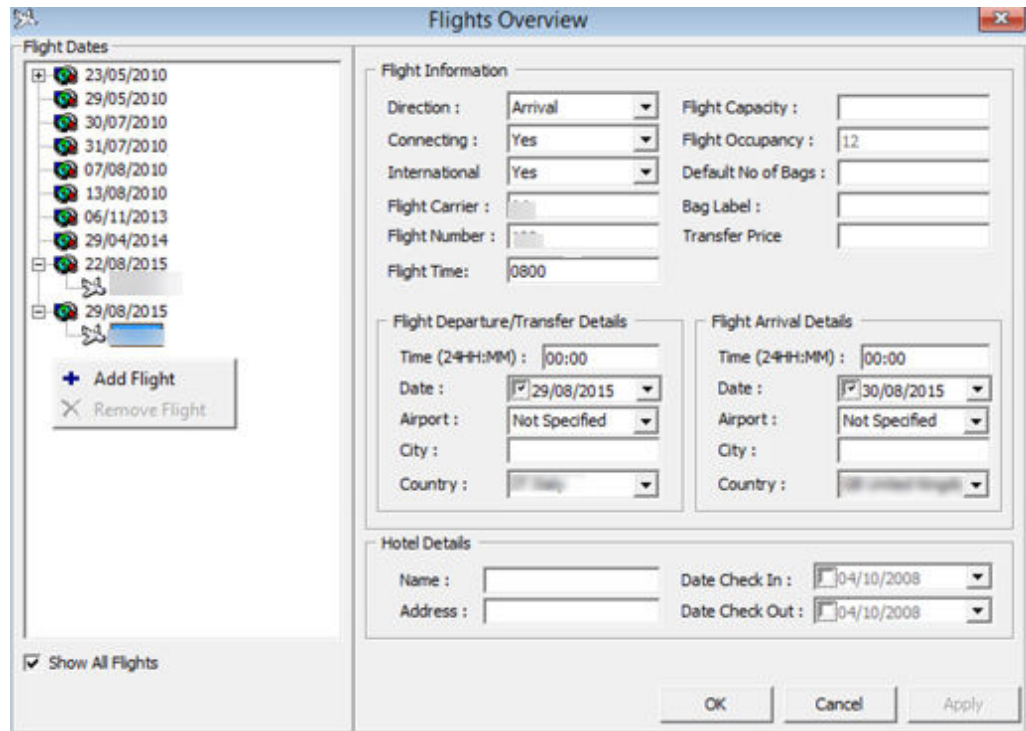 Flights Overview
Flight Dates
23/05/2010
29/05/2010
30/07/2010
31/07/2010
07/08/2010
13/08/2010
06/11/2013
29/04/2014
22/08/2015
29/08/2015
Add Flight
Remove Flight
Show All Flights
Flight Information
Direction : Arrival
Connecting : Yes
International Yes
Flight Carrier :
Flight Number :
Flight Time: 0800
Flight Capacity :
Flight Occupancy : 12
Default No of Bags :
Bag Label :
Transfer Price
Flight Departure/Transfer Details
Time (24HH:MM) : 00:00
Date : 29/08/2015
Airport : Not Specified
City :
Country :
Flight Arrival Details
Time (24HH:MM) : 00:00
Date : 30/08/2015
Airport : Not Specified
City :
Country :
Hotel Details
Name :
Address :
Date Check In : 04/10/2008
Date Check Out : 04/10/2008
OK Cancel Apply